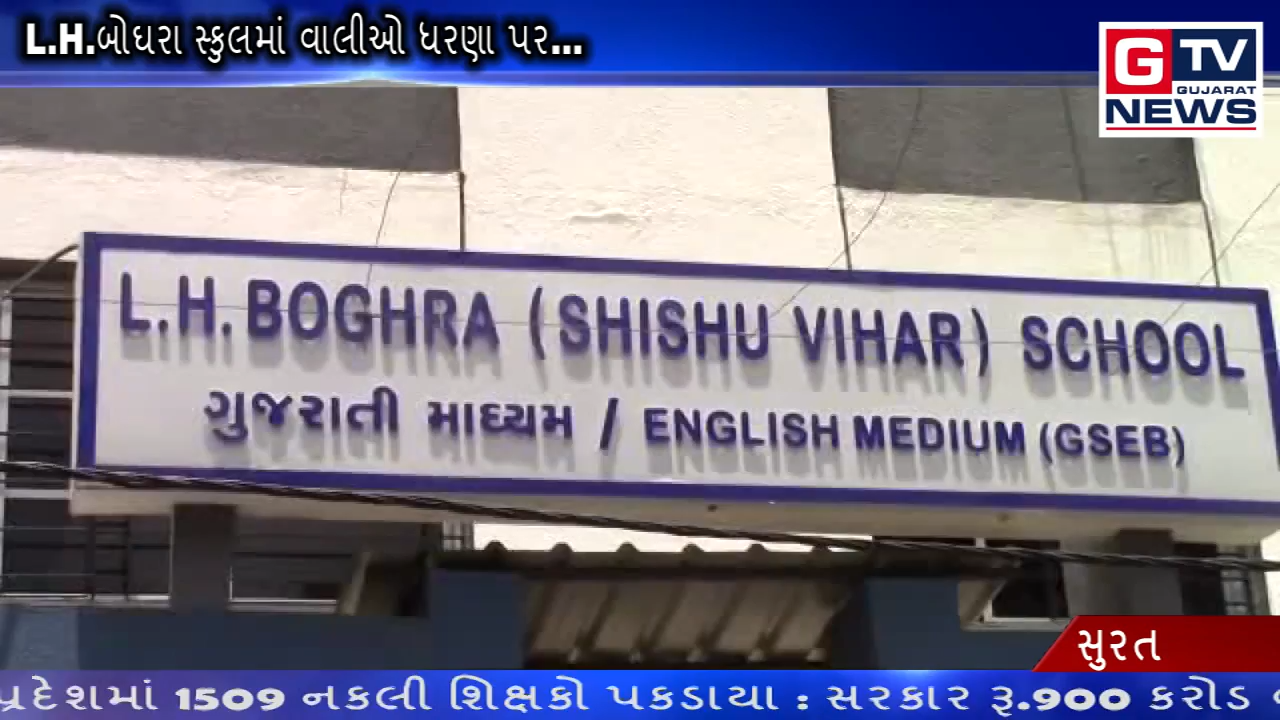 L.H.બોઘરા સ્કુલમાં વાલીઓ ધરણા પર...
G TV
GUJARAT
NEWS
L.H. BOGHRA (SHISHU VIHAR) SCHOOL
ગુજરાતી માધ્યમ / ENGLISH MEDIUM (GSEB)
સુરત
પ્રદેશમાં 1509 નકલી શિક્ષકો પકડાયા : સરકાર રૂ.900 કરોડ